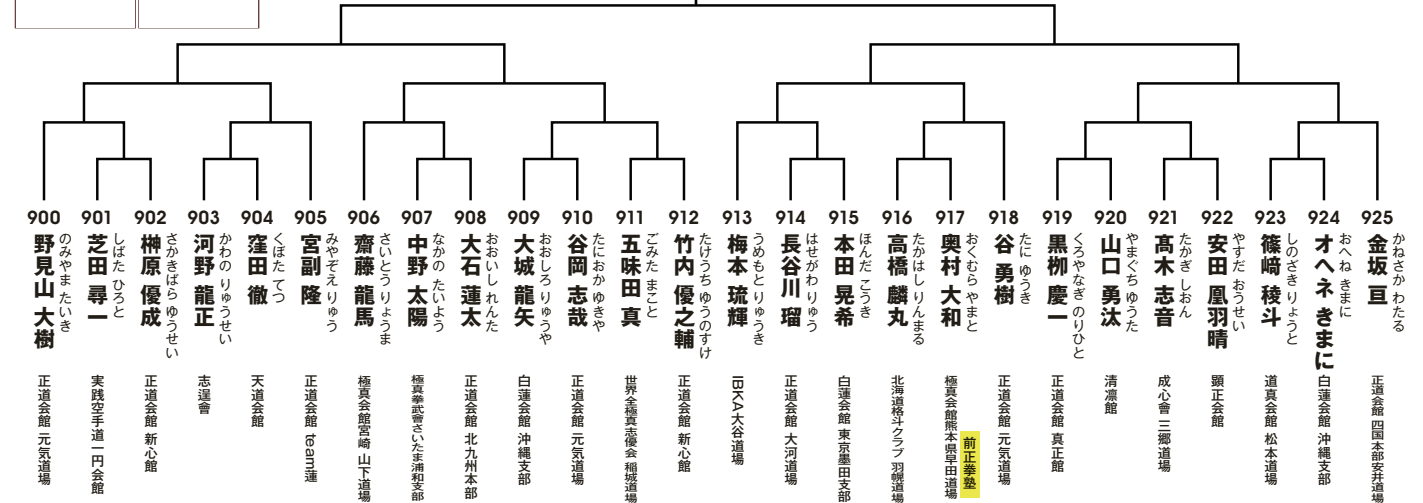 900
野見山 大樹
のみやま たいき
正道会館 元気道場
901
芝田 尋一
しばた ひろと
実践空手道一円会館
902
榊原 優成
さかきばら ゆうせい
正道会館 新心館
903
河野 龍正
かわの りゅうせい
志逞會
904
窪田 徹
くぼた てつ
天道会館
905
宮副 隆
みやぞえ りゅう
正道会館 team蓮
906
齋藤 龍馬
さいとう りょうま
極真会館宮崎 山下道場
907
中野 太陽
なかの たいよう
極真拳武會さいたま浦和支部
908
大石 蓮太
おおいし れんた
正道会館 北九州本部
909
大城 龍矢
おおしろ りゅうや
白蓮会館 沖縄支部
910
谷岡 志哉
たにおか ゆきや
正道会館 元気道場
911
五味田 真
ごみた まこと
世界全極真志優会 稲城道場
912
竹内 優之輔
たけうち ゆうのすけ
正道会館 新心館
913
梅本 琉輝
うめもと りゅうき
IBKA大谷道場
914
長谷川 瑠
はせがわ りゅう
正道会館 大河道場
915
本田 晃希
ほんだ こうき
白蓮会館 東京墨田支部
916
高橋 麟丸
たかはし りんまる
北海道格斗クラブ 羽幌道場
917
奥村 大和
おくむら やまと
極真会館熊本県早田道場
前正拳塾
918
谷 勇樹
たに ゆうき
正道会館 元気道場
919
黒柳 慶一
くろやなぎ のりひと
正道会館 真正館
920
山口 勇汰
やまぐち ゆうた
清凛館
921
髙木 志音
たかぎ しおん
成心會 三郷道場
922
安田 凰羽晴
やすだ おうせい
顕正会館
923
篠﨑 稜斗
しのざき りょうと
道真会館 松本道場
924
オヘネ きまに
おへね きまに
白蓮会館 沖縄支部
925
金坂 亘
かねさか わたる
正道会館 四国本部安井道場